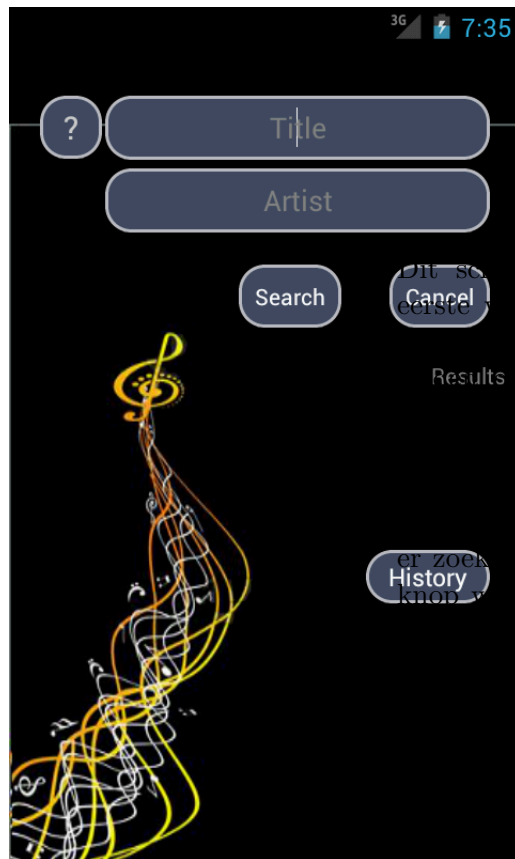 3G 7:35
? Title
Artist
Dit
Search Cancel
eerste
Results
er zoek
History
knop